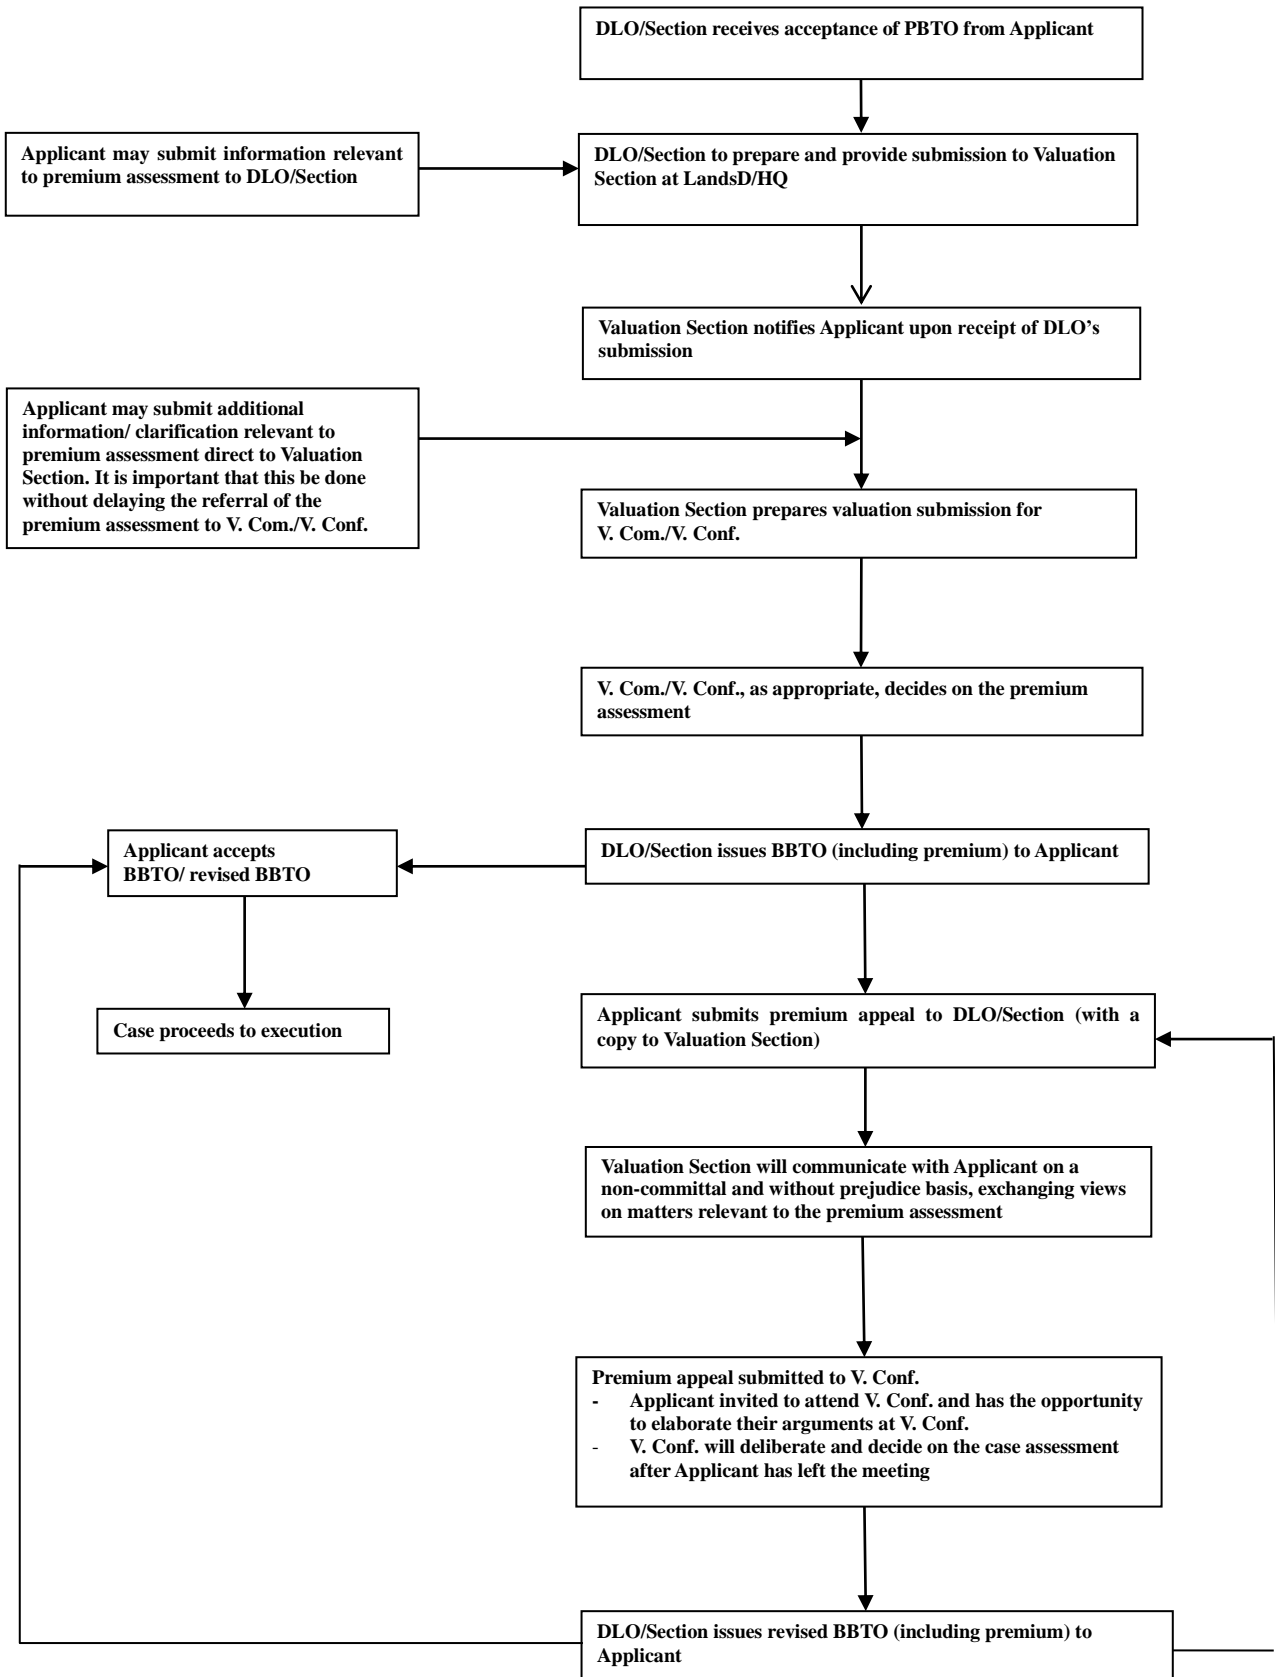 DLO/Section receives acceptance of PBTO from Applicant
Applicant may submit information relevant
to premium assessment to DLO/Section
DLO/Section to prepare and provide submission to Valuation
Section at LandsD/HQ
Valuation Section notifies Applicant upon receipt of DLO’s
submission
Applicant may submit additional
information/ clarification relevant to
premium assessment direct to Valuation
Section. It is important that this be done
without delaying the referral of the
premium assessment to V. Com./V. Conf.
Valuation Section prepares valuation submission for
V. Com./V. Conf.
V. Com./V. Conf., as appropriate, decides on the premium
assessment
Applicant accepts
BBTO/ revised BBTO
DLO/Section issues BBTO (including premium) to Applicant
Case proceeds to execution
Applicant submits premium appeal to DLO/Section (with a
copy to Valuation Section)
Valuation Section will communicate with Applicant on a
non-committal and without prejudice basis, exchanging views
on matters relevant to the premium assessment
Premium appeal submitted to V. Conf.
- Applicant invited to attend V. Conf. and has the opportunity
to elaborate their arguments at V. Conf.
- V. Conf. will deliberate and decide on the case assessment
after Applicant has left the meeting
DLO/Section issues revised BBTO (including premium) to
Applicant